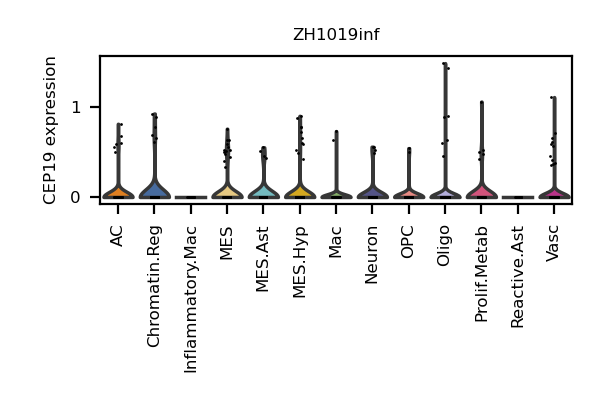 ZH1019inf
CEP19 expression
1
0
AC
Chromatin.Reg
Inflammatory.Mac
MES
MES.Ast
MES.Hyp
Mac
Neuron
OPC
Oligo
Prolif.Metab
Reactive.Ast
Vasc